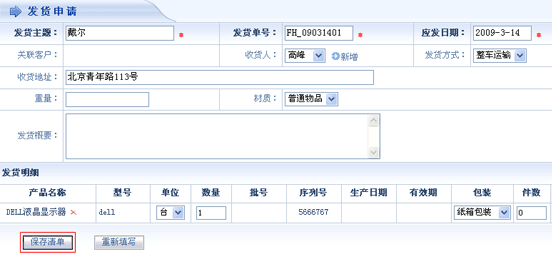 发货申请
发货主题： 戴尔 发货单号： FH_09031401 应发日期： 2009-3-14
关联客户： 收货人： 高峰 新增 发货方式： 整车运输
收货地址： 北京青年路113号
重量： 材质： 普通物品
发货概要：
发货明细
产品名称 型号 单位 数量 批号 序列号 生产日期 有效期 包装 件数
DELL液晶显示器 dell 台 1 5666767 纸箱包装 0
保存清单 重新填写